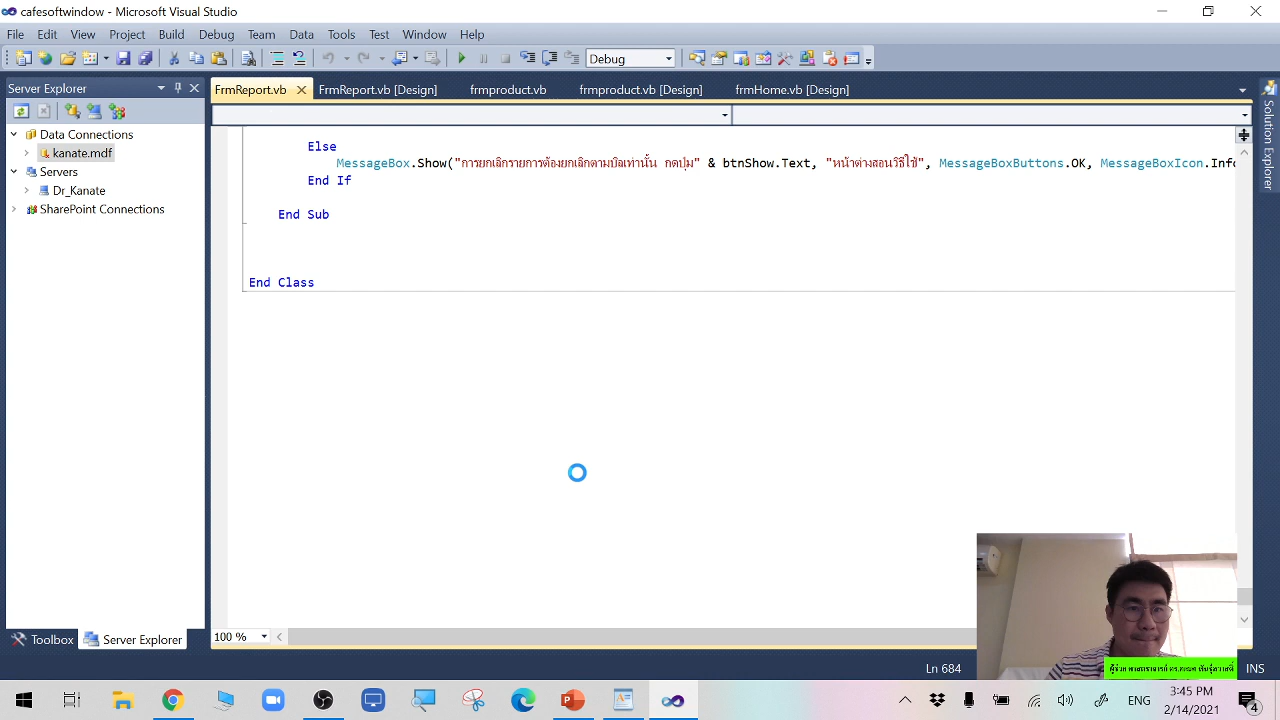 cafesoftwindow - Microsoft Visual Studio
File Edit View Project Build Debug Team Data Tools Test Window Help
Debug
Server Explorer
FrmReport.vb FrmReport.vb [Design] frmproduct.vb frmproduct.vb [Design] frmHome.vb [Design]
Data Connections
kanate.mdf
Servers
Dr_Kanate
SharePoint Connections
Else
MessageBox.Show("การยกเลิกรายการต้องยกเลิกตามบิลเท่านั้น กดปุ่ม" & btnShow.Text, "หน้าต่างสอนวิธีใช้", MessageBoxButtons.OK, MessageBoxIcon.Info
End If
End Sub
End Class
Solution Explorer
100 %
Toolbox Server Explorer
Ln 684
INS
ENG
3:45 PM
2/14/2021
4